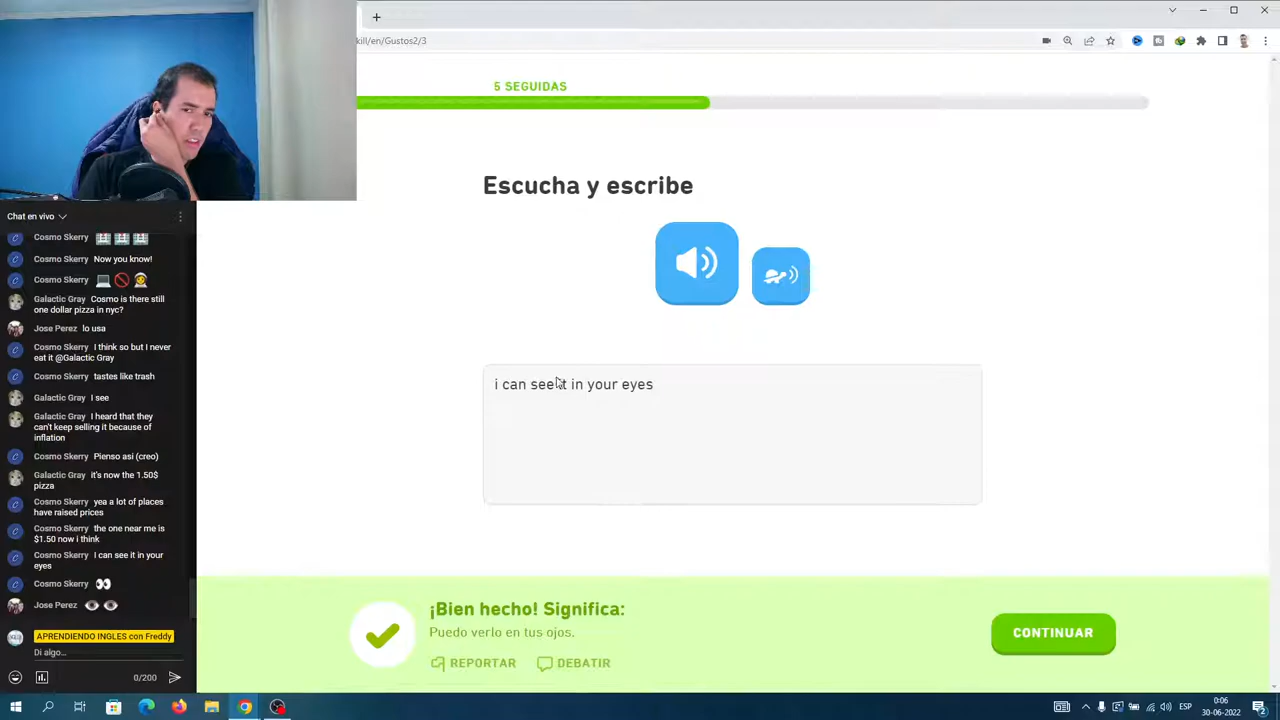 kill/en/Gustos2/3
5 SEGUIDAS
Escucha y escribe
i can see it in your eyes
¡Bien hecho! Significa:
Puedo verlo en tus ojos.
REPORTAR
DEBATIR
CONTINUAR
Chat en vivo
Cosmo Skerry
Cosmo Skerry Now you know!
Cosmo Skerry
Galactic Gray Cosmo is there still
one dollar pizza in nyc?
Jose Perez lo usa
Cosmo Skerry I think so but I never
eat it @Galactic Gray
Cosmo Skerry tastes like trash
Galactic Gray I see
Galactic Gray I heard that they
can't keep selling it because of
inflation
Cosmo Skerry Pienso asi (creo)
Galactic Gray it's now the 1.50$
pizza
Cosmo Skerry yea a lot of places
have raised prices
Cosmo Skerry the one near me is
$1.50 now i think
Cosmo Skerry I can see it in your
eyes
Cosmo Skerry
Jose Perez
APRENDIENDO INGLES con Freddy
Di algo...
0/200
ESP
0:06
30-06-2022
2